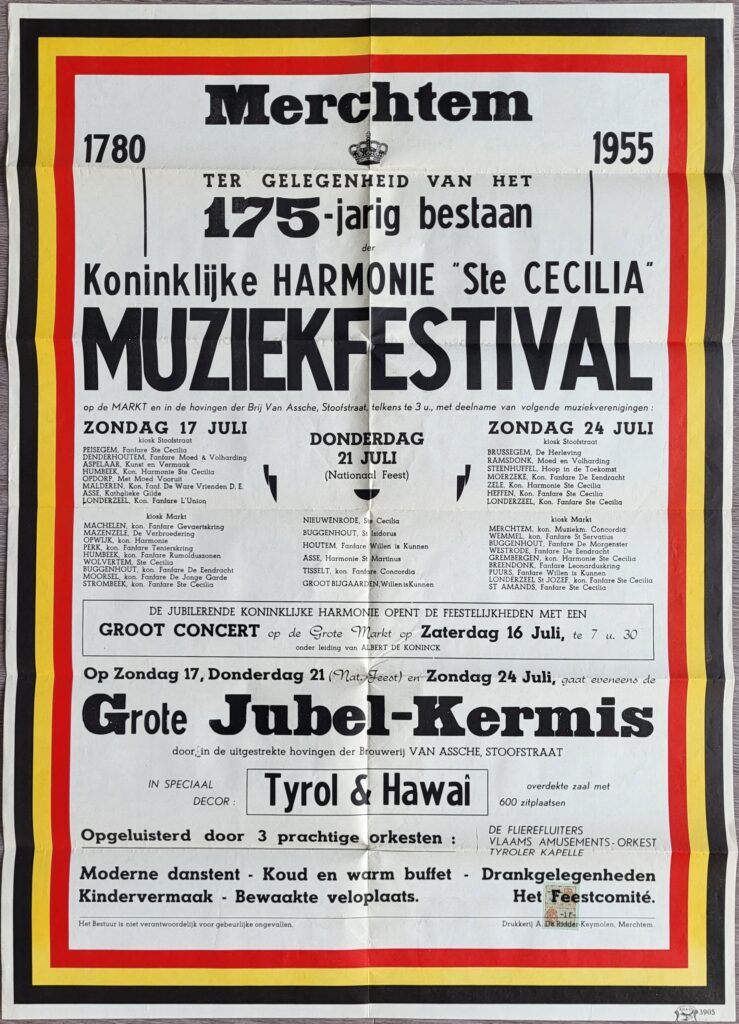 Merchtem
1780
1955
TER GELEGENHEID VAN HET
175-jarig bestaan
der
Koninklijke HARMONIE "Ste CECILIA"
MUZIEKFESTIVAL
op de MARKT en in de hovingen der Brij Van Assche, Stoofstraat, telkens te 3 u., met deelname van volgende muziekverenigingen :
ZONDAG 17 JULI
kiosk Stoofstraat
PEISEGEM, Fanfare Ste Cecilia
DENDERHOUTEM, Fanfare Moed & Volharding
ASPELAAR, Kunst en Vermaak
HUMBEEK, Kon. Harmonie Ste Cecilia
OPDORP, Met Moed Vooruit
MALDEREN, Kon. Fanf. De Ware Vrienden D. E.
ASSE, Kathglieke Gilde
LONDERZEEL, Kon. Fanfare L'Union
kiosk Markt
MACHELEN, kon. Fanfare Gevaertskring
MAZENZELE, De Verbroedering
OPWIJK, kon. Harmonie
PERK, kon. Fanfare Tenierskring
HUMBEEK, kon. Fanfare Rumolduszonen
WOLVERTEM, Ste Cecilia
BUGGENHOUT, kon. Fanfare De Eendracht
MOORSEL, kon. Fanfare De Jonge Garde
STROMBEEK, kon. Fanfare Ste Cecilia
DONDERDAG
21 JULI
(Nationaal Feest)
NIEUWENRODE, Ste Cecilia
BUGGENHOUT, St Isidorus
HOUTEM, Fanfare Willen is Kunnen
ASSE, Harmonie St Martinus
TISSELT, kon. Fanfare Concordia
GROOT BIJGAARDEN, Willen is Kunnen
ZONDAG 24 JULI
kiosk Stoofstraat
BRUSSEGEM, De Herleving
RAMSDONK, Moed en Volharding
STEENHUFFEL, Hoop in de Toekomst
MOERZEKE, Kon. Fanfare De Eendracht
ZELE, Kon. Harmonie Ste Cecilia
HEFFEN, Kon. Fanfare Ste Cecilia
LONDERZEEL, Kon. Fanfare Ste Cecilia
kiosk Markt
MERCHTEM, kon. Muziekm. Concordia
WEMMEL, kon. Fanfare St Servatius
BUGGENHOUT, Fanfare De Morgenster
WESTRODE, Fanfare De Eendracht
GREMBERGEN, kon. Harmonie Ste Cecilia
BREENDONK, Fanfare Leonarduskring
PUURS, Fanfare Willen is Kunnen
LONDERZEEL St JOZEF, kon. Fanfare Ste Cecilia
ST AMANDS, Fanfare Ste Cecilia
DE JUBILERENDE KONINKLIJKE HARMONIE OPENT DE FEESTELIJKHEDEN MET EEN
GROOT CONCERT op de Grote Markt op Zaterdag 16 Juli, te 7 u. 30
onder leiding van ALBERT DE KONINCK
Op Zondag 17, Donderdag 21 (Nat. Feest) en Zondag 24 Juli, gaat eveneens de
Grote Jubel-Kermis
door, in de uitgestrekte hovingen der Brouwerij VAN ASSCHE, STOOFSTRAAT
IN SPECIAAL
DECOR :
Tyrol & Hawaî
overdekte zaal met
600 zitplaatsen
Opgeluisterd door 3 prachtige orkesten :
DE FLIEREFLUITERS
VLAAMS AMUSEMENTS-ORKEST
TYROLER KAPELLE
Moderne danstent - Koud en warm buffet - Drankgelegenheden
Kindervermaak - Bewaakte veloplaats.
Het Feestcomité.
-1F-
Het Bestuur is niet verantwoordelijk voor gebeurlijke ongevallen.
Drukkerij A. De Ridder-Keymolen, Merchtem.
3905